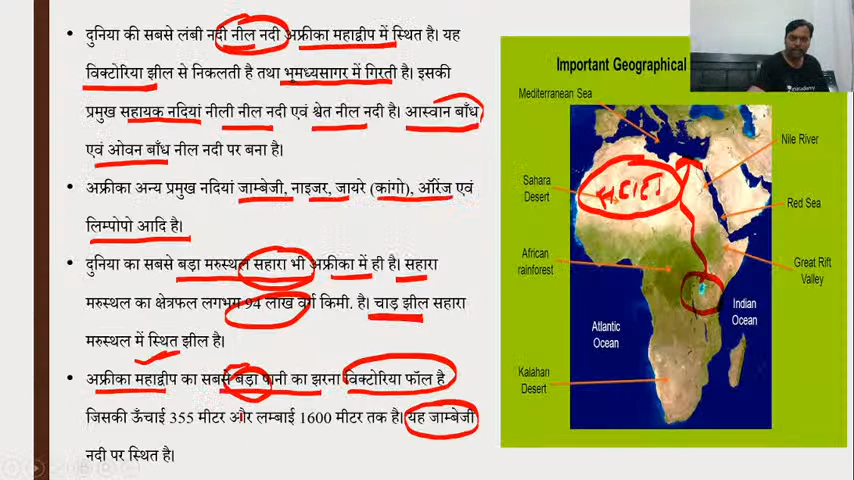 दुनिया की सबसे लंबी नदी नील नदी अफ्रीका महाद्वीप में स्थित है। यह
विक्टोरिया झील से निकलती है तथा भूमध्यसागर में गिरती है। इसकी
प्रमुख सहायक नदियां नीली नील नदी एवं श्वेत नील नदी है। आस्वान बाँध
एवं ओवन बाँध नील नदी पर बना है।
अफ्रीका अन्य प्रमुख नदियां जाम्बेजी, नाइजर, जायरे (कांगो), ऑरेंज एवं
लिम्पोपो आदि है।
दुनिया का सबसे बड़ा मरुस्थल सहारा भी अफ्रीका में ही है। सहारा
मरुस्थल का क्षेत्रफल लगभग 94 लाख वर्ग किमी. है। चाड़ झील सहारा
मरुस्थल में स्थित झील है।
अफ्रीका महाद्वीप का सबसे बड़ा पानी का झरना विक्टोरिया फॉल है
जिसकी ऊँचाई 355 मीटर और लम्बाई 1600 मीटर तक है। यह जाम्बेजी
नदी पर स्थित है।
Important Geographical
Mediterranean Sea
Nile River
Sahara
Desert
सहारा
Red Sea
African
rainforest
Great Rift
Valley
Indian
Ocean
Atlantic
Ocean
Kalahan
Desert